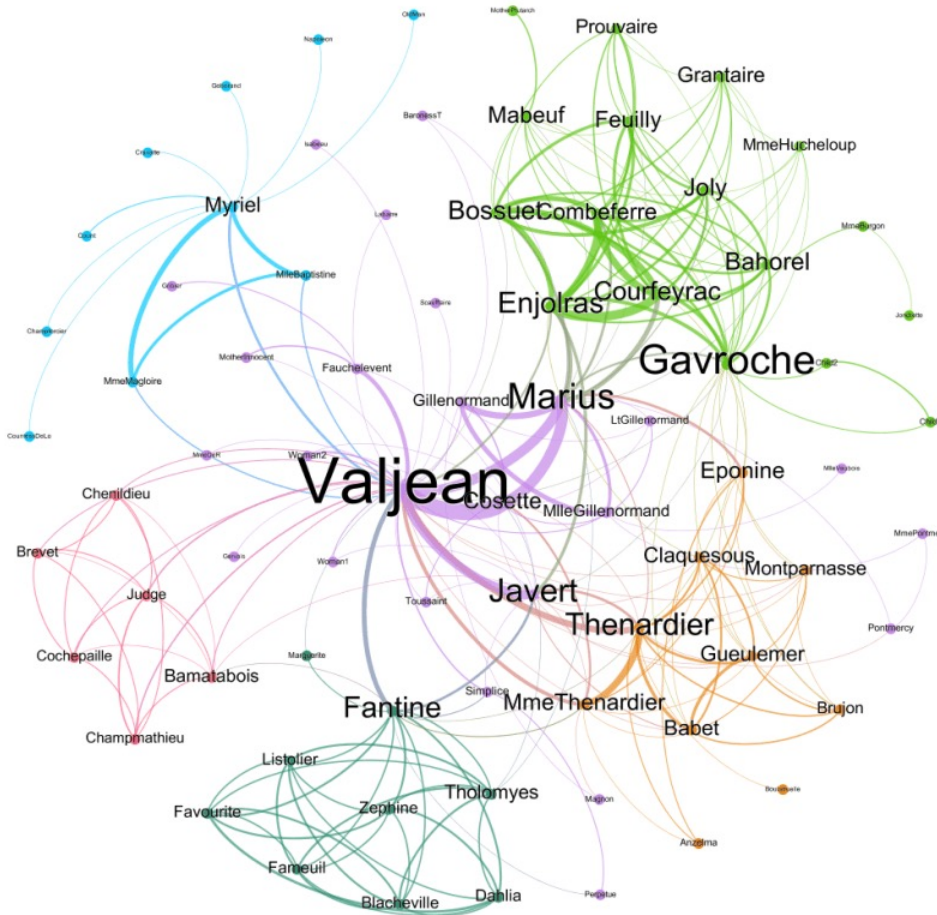 MotherPlutarch
OldMan
Prouvaire
Napoleon
Grantaire
Geborand
BaronessT
Mabeuf
Feuilly
Isabeau
MmeHucheloup
Cravatte
Joly
Myriel
Bossuet
Combeferre
Labarre
MmeBurgon
Count
Bahorel
MlleBaptistine
Gribier
Courfeyrac
Enjolras
Scaufflaire
Jondrette
Champtercier
MotherInnocent
Gavroche
Child2
Fauchelevent
MmeMagloire
Marius
Gillenormand
LtGillenormand
Child1
CountessDeLo
MmeDeR
Woman2
MlleVaubois
Eponine
Valjean
Chenildieu
Cosette
MlleGillenormand
MmePontmercy
Brevet
Gervais
Woman1
Claquesous
Montparnasse
Judge
Javert
Toussaint
Thenardier
Pontmercy
Cochepaille
Marguerite
Gueulemer
Bamatabois
Simplice
MmeThenardier
Fantine
Brujon
Babet
Champmathieu
Listolier
Boulatruelle
Tholomyes
Magnon
Zephine
Favourite
Anzelma
Fameuil
Dahlia
Perpetue
Blacheville